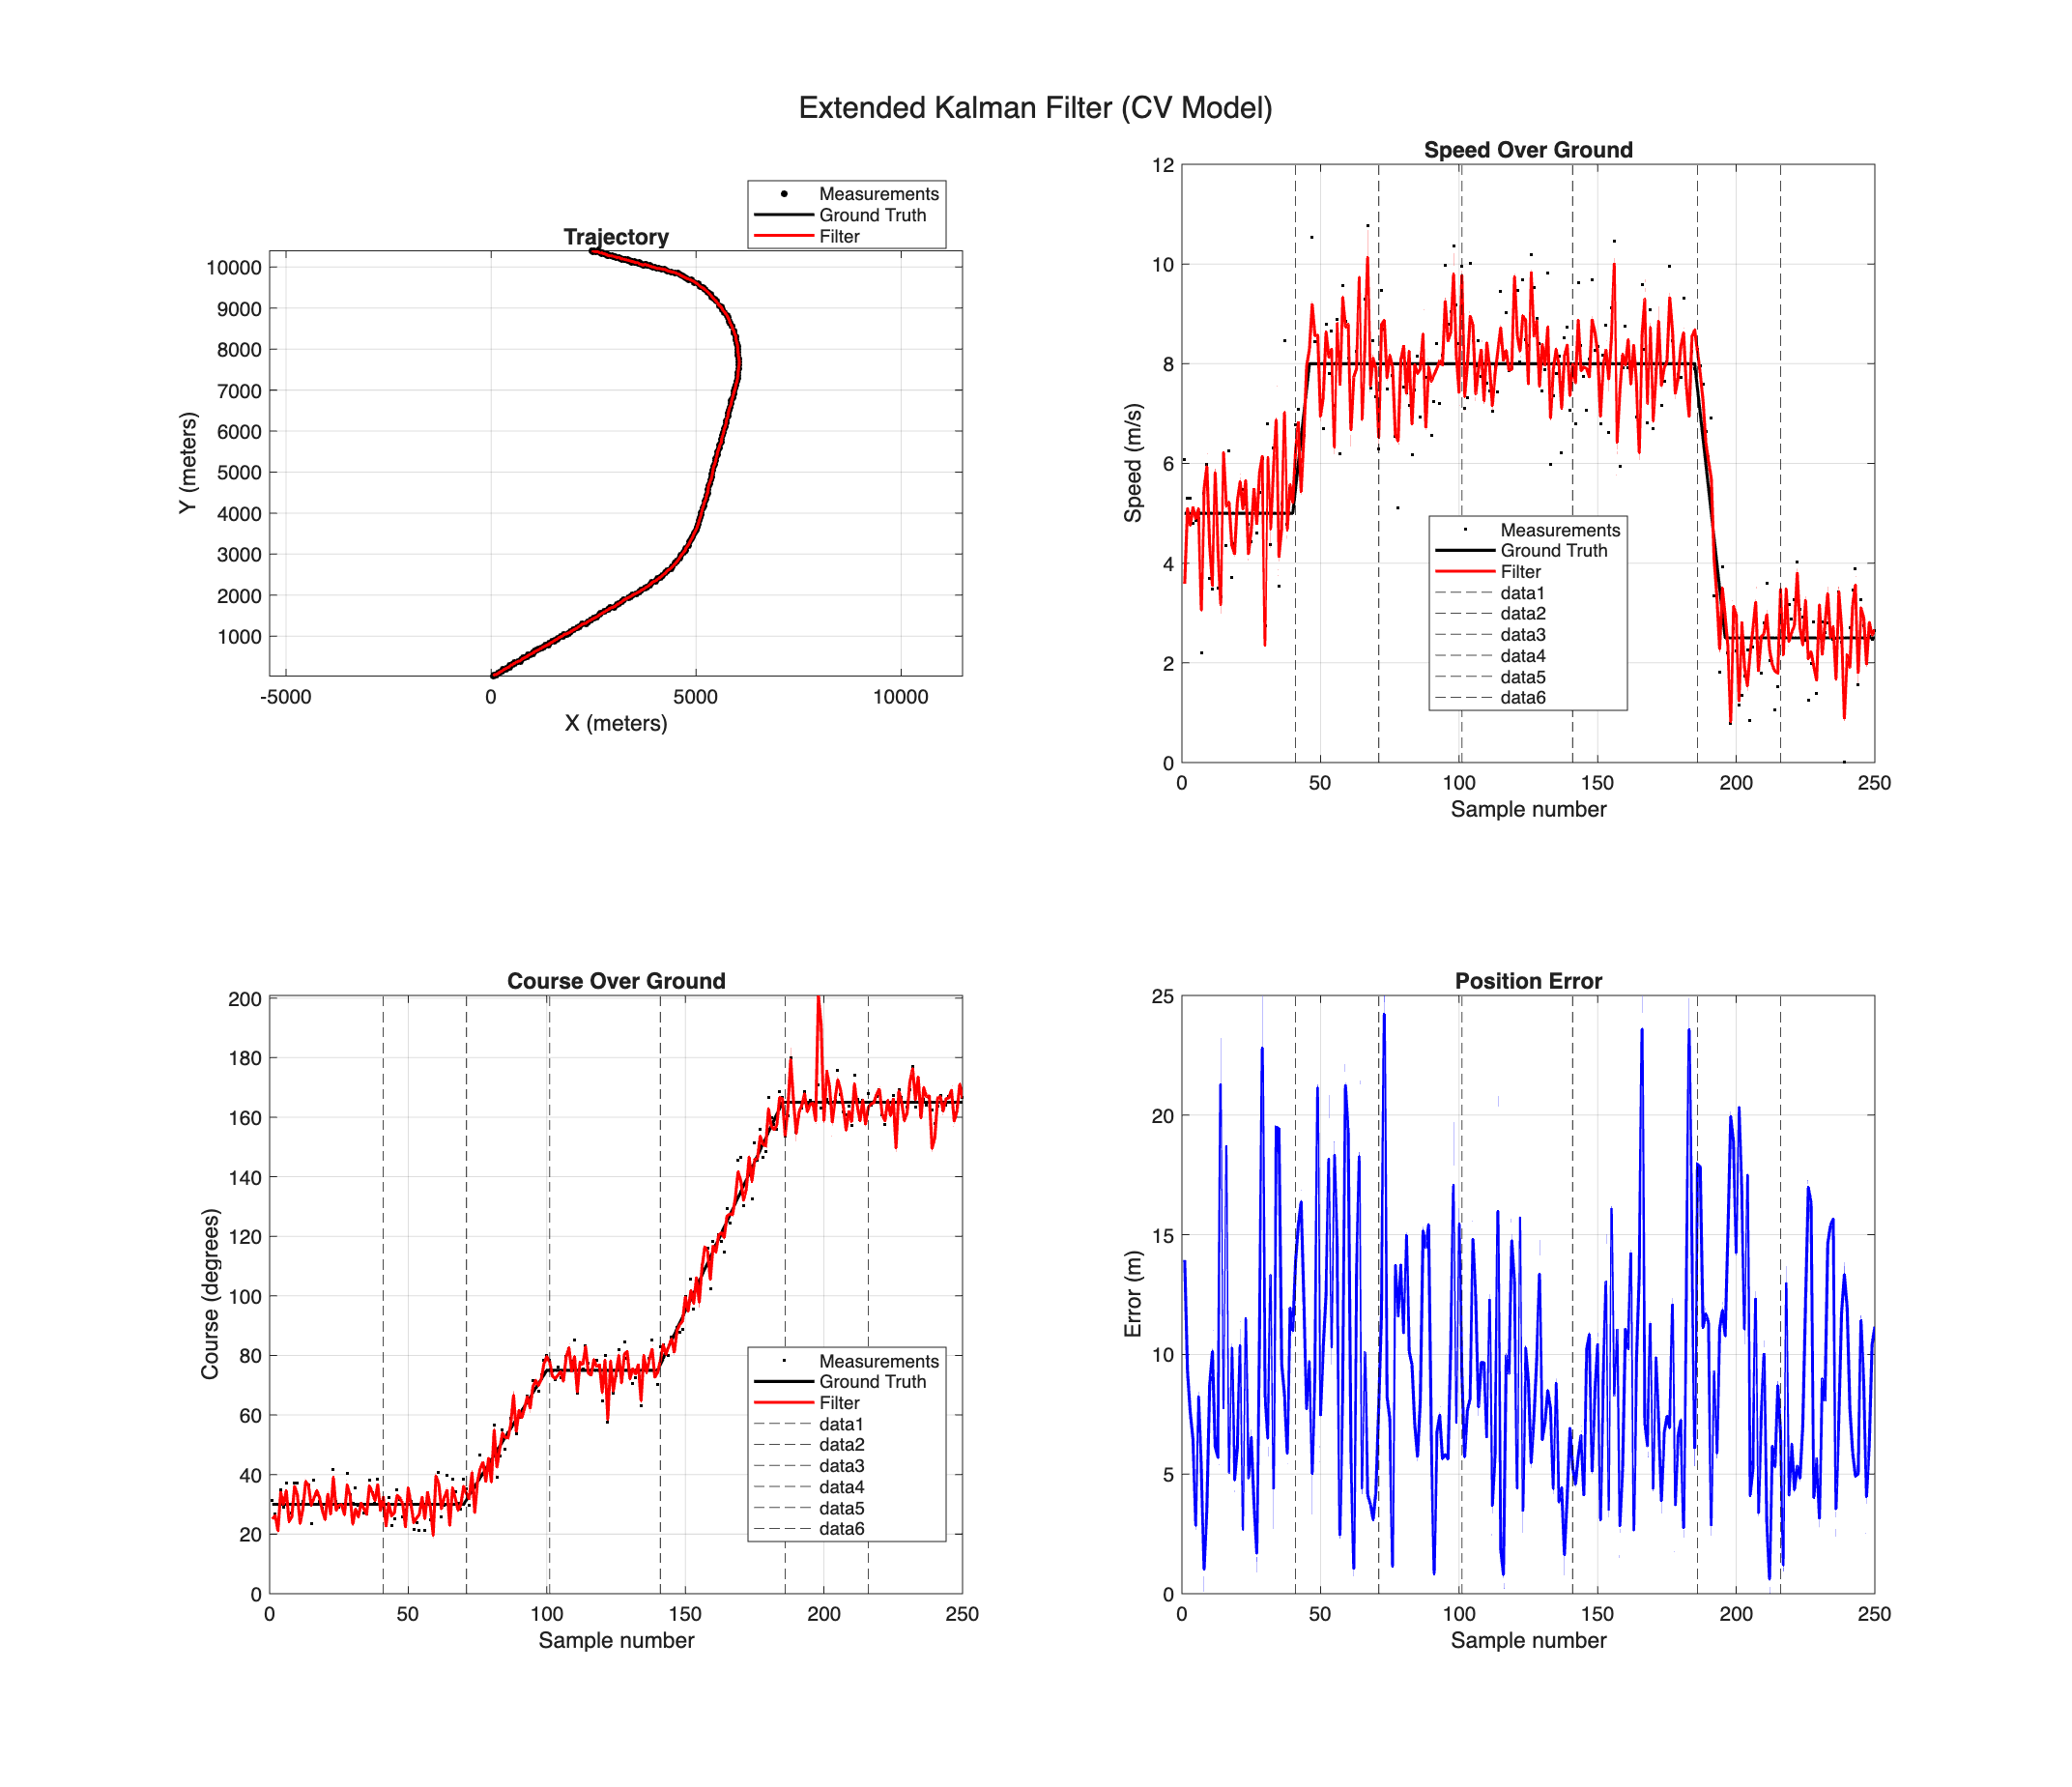 Extended Kalman Filter (CV Model)
Trajectory
Measurements
Ground Truth
Filter
10000
9000
8000
7000
6000
5000
4000
3000
2000
1000
Y (meters)
-5000 0 5000 10000
X (meters)
Speed Over Ground
12
10
8
6
4
2
0
Speed (m/s)
Measurements
Ground Truth
Filter
data1
data2
data3
data4
data5
data6
0 50 100 150 200 250
Sample number
Course Over Ground
200
180
160
140
120
100
80
60
40
20
0
Course (degrees)
Measurements
Ground Truth
Filter
data1
data2
data3
data4
data5
data6
0 50 100 150 200 250
Sample number
Position Error
25
20
15
10
5
0
Error (m)
0 50 100 150 200 250
Sample number